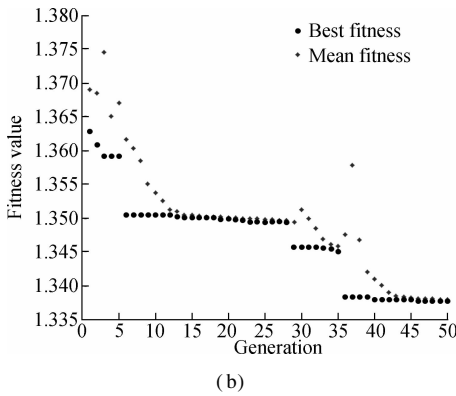 1.380
1.375
1.370
1.365
1.360
1.355
1.350
1.345
1.340
1.335
Fitness value
Best fitness
Mean fitness
0 5 10 15 20 25 30 35 40 45 50
Generation
(b)